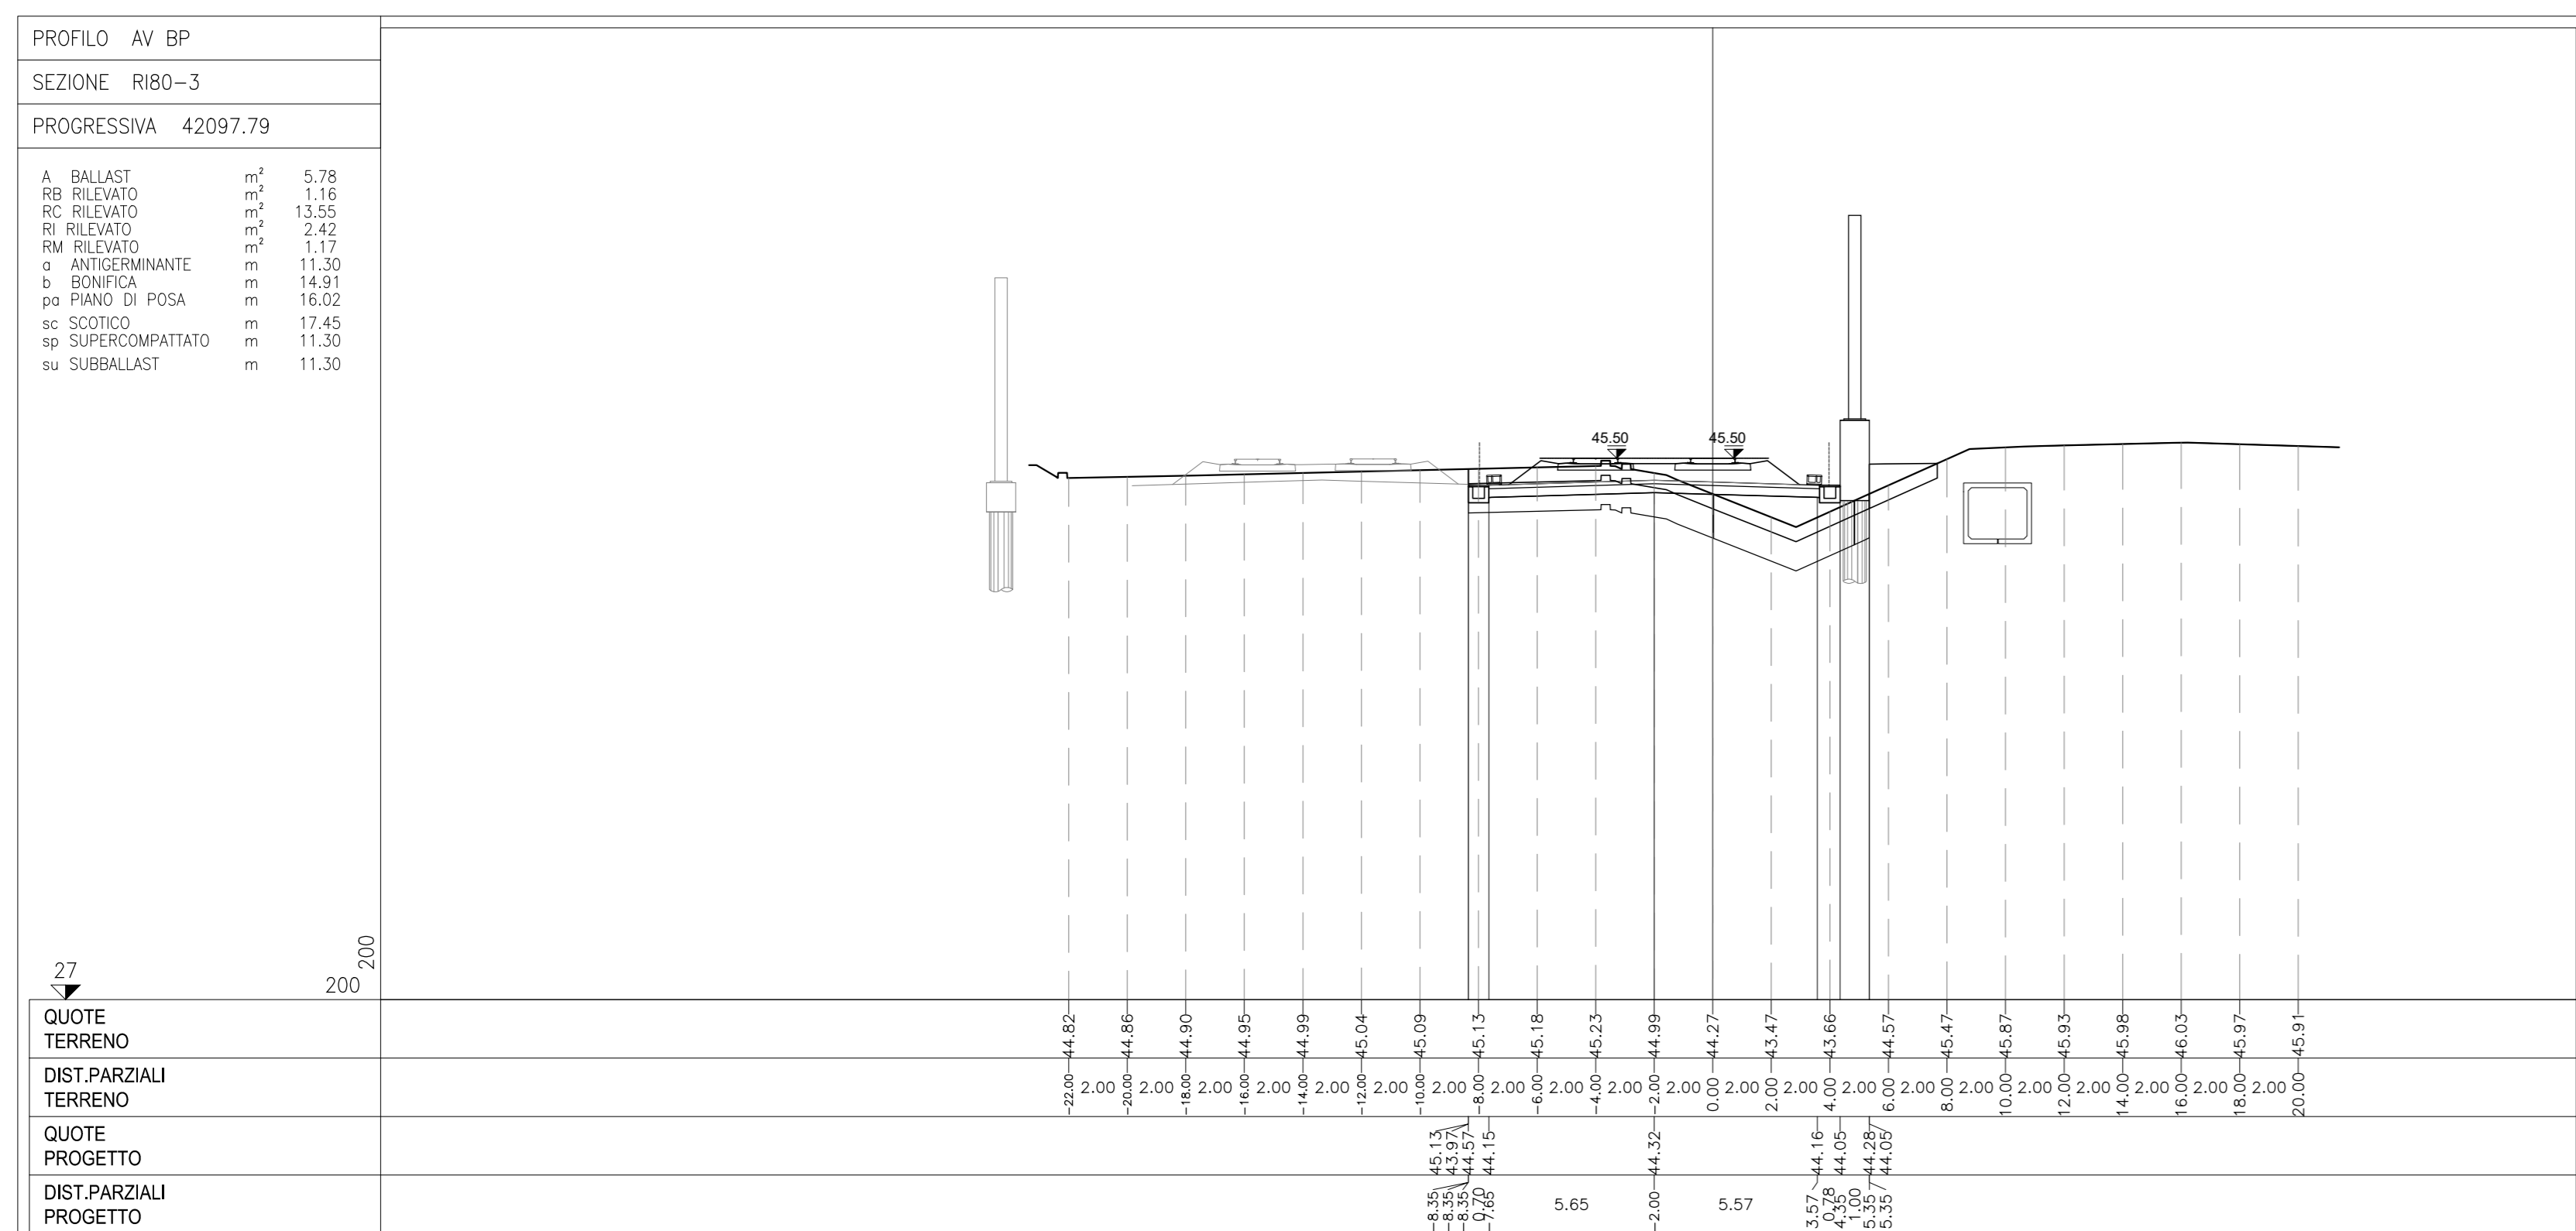 PROFILO AV BP
SEZIONE RI80-3
PROGRESSIVA 42097.79
A BALLAST m² 5.78
RB RILEVATO m² 1.16
RC RILEVATO m² 13.55
RI RILEVATO m² 2.42
RM RILEVATO m² 1.17
a ANTIGERMINANTE m 11.30
b BONIFICA m 14.91
pa PIANO DI POSA m 16.02
sc SCOTICO m 17.45
sp SUPERCOMPATTATO m 11.30
su SUBBALLAST m 11.30
45.50 45.50
27
200
200
QUOTE
TERRENO
44.82 44.86 44.90 44.95 44.99 45.04 45.09 45.13 45.18 45.23 44.99 44.27 43.47 43.66 44.57 45.47 45.87 45.93 45.98 46.03 45.97 45.91
DIST.PARZIALI
TERRENO
-22.00 2.00 -20.00 2.00 -18.00 2.00 -16.00 2.00 -14.00 2.00 -12.00 2.00 -10.00 2.00 -8.00 2.00 -6.00 2.00 -4.00 2.00 -2.00 2.00 0.00 2.00 2.00 2.00 4.00 2.00 6.00 2.00 8.00 2.00 10.00 2.00 12.00 2.00 14.00 2.00 16.00 2.00 18.00 2.00 20.00
QUOTE
PROGETTO
45.13 43.97 44.57 44.15 44.32 44.16 44.05 44.28 44.05
DIST.PARZIALI
PROGETTO
-8.35 -8.35 -8.35 0.70 -7.65 5.65 -2.00 5.57 3.57 0.78 4.35 1.00 5.35 5.35